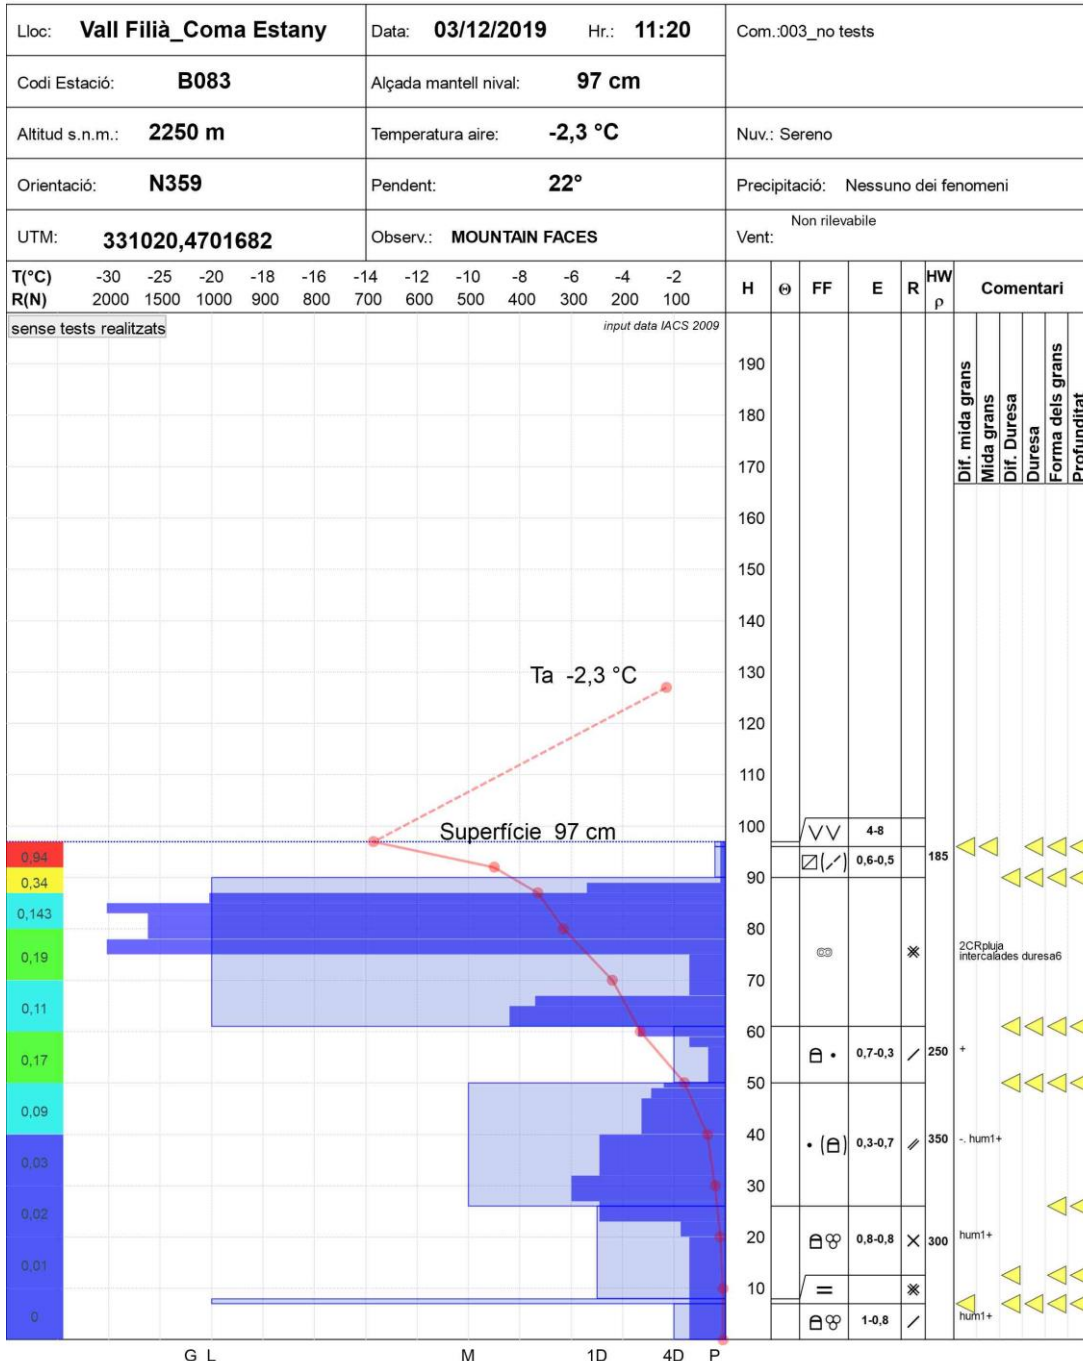 Lloc: Vall Filià_Coma Estany Data: 03/12/2019 Hr.: 11:20 Com.:003_no tests
Codi Estació: B083 Alçada mantell nival: 97 cm
Altitud s.n.m.: 2250 m Temperatura aire: -2,3 °C Nuv.: Sereno
Orientació: N359 Pendent: 22° Precipitació: Nessuno dei fenomeni
UTM: 331020,4701682 Observ.: MOUNTAIN FACES Vent: Non rilevabile
T(°C) -30 -25 -20 -18 -16 -14 -12 -10 -8 -6 -4 -2
R(N) 2000 1500 1000 900 800 700 600 500 400 300 200 100
H Θ FF E R HW ρ Comentari
sense tests realitzats input data IACS 2009
Dif. mida grans
Mida grans
Dif. Duresa
Duresa
Forma dels grans
Profunditat
190
180
170
160
150
140
Ta -2,3 °C 130
120
110
Superfície 97 cm 100 4-8
0,94 0,6-0,5 185
0,34 90
0,143 80
2CRpluja
intercalades duresa6
0,19 70
0,11 60
0,17 0,7-0,3 250 +
50
0,09 40 0,3-0,7 350 -. hum1+
0,03 30
0,02 20 0,8-0,8 300 hum1+
0,01 10
0 1-0,8 hum1+
G L M 1D 4D P